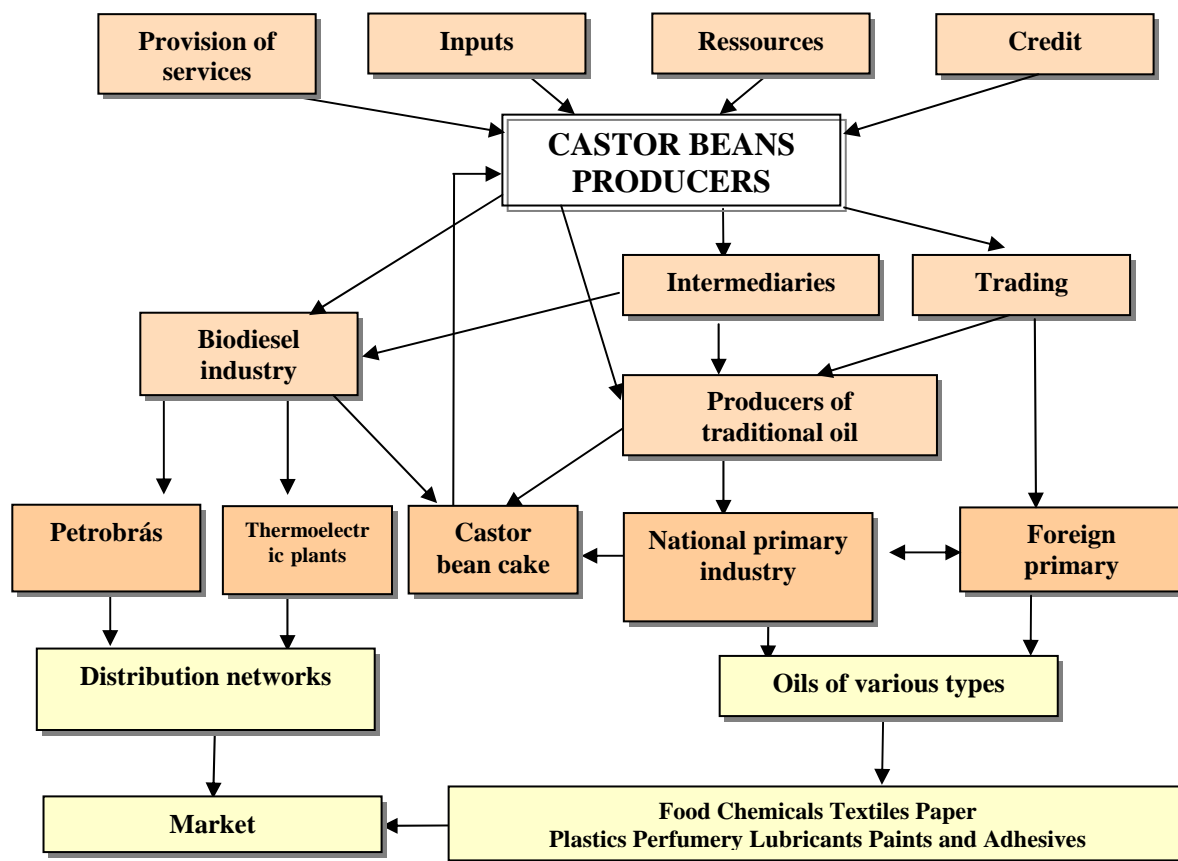 Provision of
services
Inputs
Ressources
Credit
CASTOR BEANS
PRODUCERS
Intermediaries
Trading
Biodiesel
industry
Producers of
traditional oil
Petrobrás
Thermoelectr
ic plants
Castor
bean cake
National primary
industry
Foreign
primary
Distribution networks
Oils of various types
Market
Food Chemicals Textiles Paper
Plastics Perfumery Lubricants Paints and Adhesives